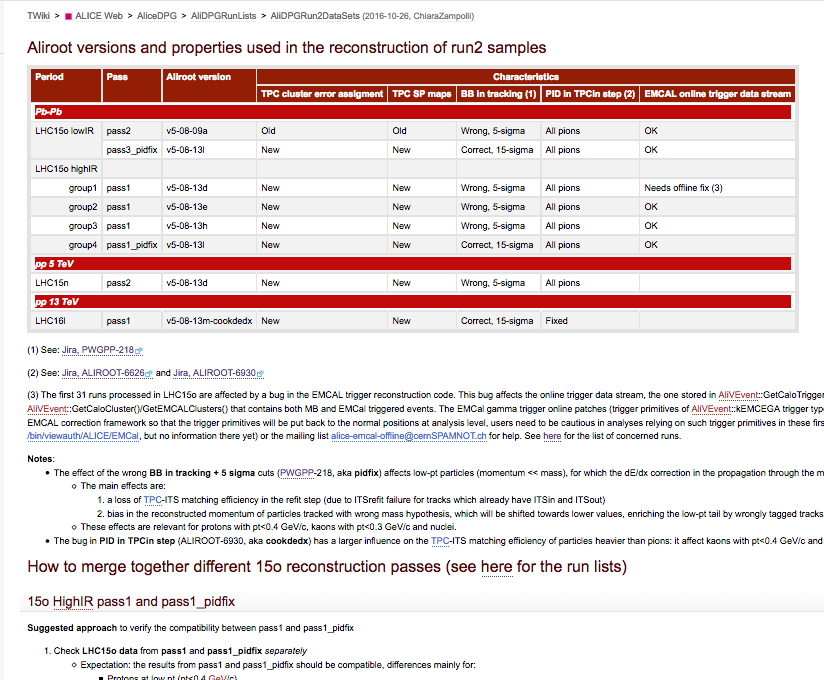 TWiki > ALICE Web > AliceDPG > AliDPGRunLists > AliDPGRun2DataSets (2016-10-26, ChiaraZampolli)
Aliroot versions and properties used in the reconstruction of run2 samples
Period Pass Aliroot version Characteristics
TPC cluster error assigment TPC SP maps BB in tracking (1) PID in TPCin step (2) EMCAL online trigger data stream
Pb-Pb
LHC15o lowIR pass2 v5-08-09a Old Old Wrong, 5-sigma All pions OK
pass3_pidfix v5-08-13l New New Correct, 15-sigma All pions OK
LHC15o highIR
group1 pass1 v5-08-13d New New Wrong, 5-sigma All pions Needs offline fix (3)
group2 pass1 v5-08-13e New New Wrong, 5-sigma All pions OK
group3 pass1 v5-08-13h New New Wrong, 5-sigma All pions OK
group4 pass1_pidfix v5-08-13l New New Correct, 15-sigma All pions OK
pp 5 TeV
LHC15n pass2 v5-08-13d New New Wrong, 5-sigma All pions
pp 13 TeV
LHC16l pass1 v5-08-13m-cookdedx New New Correct, 15-sigma Fixed
(1) See: Jira, PWGPP-218
(2) See: Jira, ALIROOT-6626 and Jira, ALIROOT-6930
(3) The first 31 runs processed in LHC15o are affected by a bug in the EMCAL trigger reconstruction code. This bug affects the online trigger data stream, the one stored in AliVEvent::GetCaloTrigger
AliVEvent::GetCaloCluster()/GetEMCALClusters() that contains both MB and EMCal triggered events. The EMCal gamma trigger online patches (trigger primitives of AliVEvent::kEMCEGA trigger typ
EMCAL correction framework so that the trigger primitives will be put back to the normal positions at analysis level, users need to be cautious in analyses relying on such trigger primitives in these firs
/bin/viewauth/ALICE/EMCal, but no information there yet) or the mailing list alice-emcal-offline@cernSPAMNOT.ch for help. See here for the list of concerned runs.
Notes:
• The effect of the wrong BB in tracking + 5 sigma cuts (PWGPP-218, aka pidfix) affects low-pt particles (momentum << mass), for which the dE/dx correction in the propagation through the m
○ The main effects are:
1. a loss of TPC-ITS matching efficiency in the refit step (due to ITSrefit failure for tracks which already have ITSin and ITSout)
2. bias in the reconstructed momentum of particles tracked with wrong mass hypothesis, which will be shifted towards lower values, enriching the low-pt tail by wrongly tagged tracks
○ These effects are relevant for protons with pt<0.4 GeV/c, kaons with pt<0.3 GeV/c and nuclei.
• The bug in PID in TPCin step (ALIROOT-6930, aka cookdedx) has a larger influence on the TPC-ITS matching efficiency of particles heavier than pions: it affect kaons with pt<0.4 GeV/c and
How to merge together different 15o reconstruction passes (see here for the run lists)
15o HighIR pass1 and pass1_pidfix
Suggested approach to verify the compatibility between pass1 and pass1_pidfix
1. Check LHC15o data from pass1 and pass1_pidfix separately
○ Expectation: the results from pass1 and pass1_pidfix should be compatible, differences mainly for:
▪ Protons at low pt (pt<0.4 GeV/c)